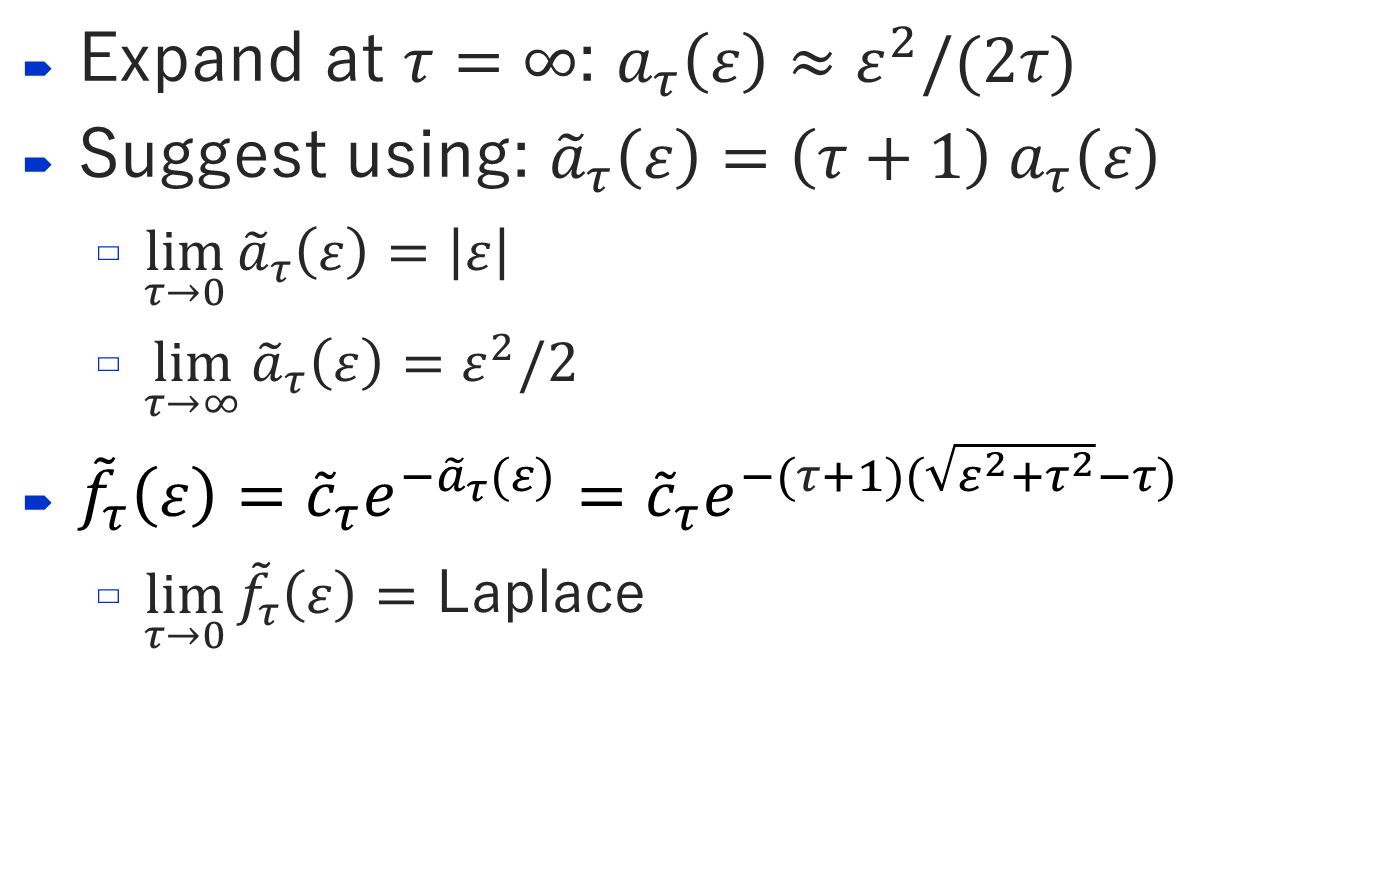 Expand at τ = ∞: a_τ(ε) ≈ ε²/(2τ)
Suggest using: ã_τ(ε) = (τ + 1) a_τ(ε)
lim_{τ→0} ã_τ(ε) = |ε|
lim_{τ→∞} ã_τ(ε) = ε²/2
f̃_τ(ε) = c̃_τ e^{−ã_τ(ε)} = c̃_τ e^{−(τ+1)(√(ε²+τ²)−τ)}
lim_{τ→0} f̃_τ(ε) = Laplace